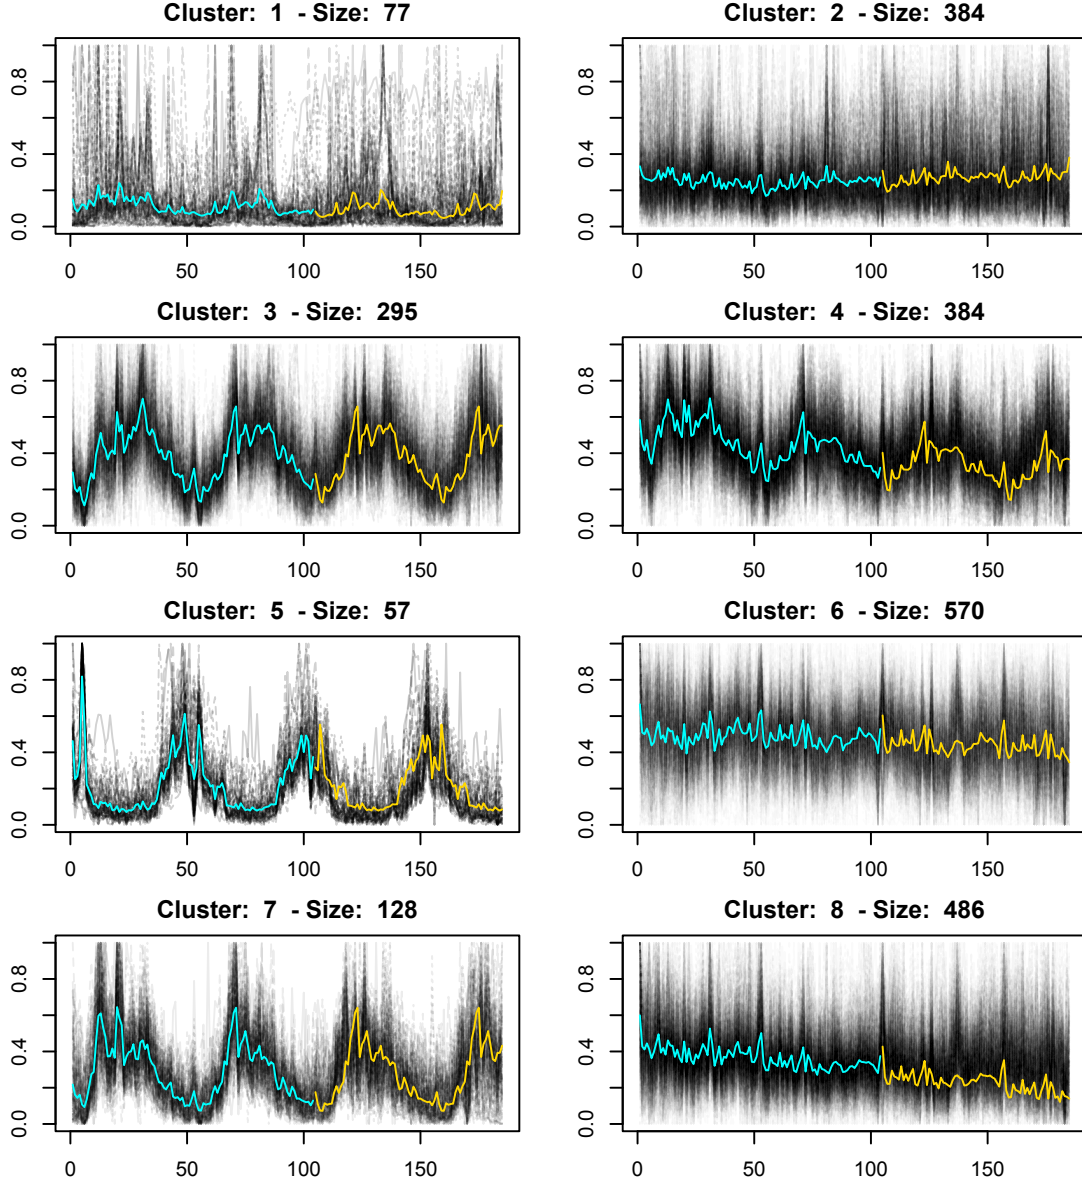 Cluster:  1  - Size:  77
0.0 0.4 0.8
0 50 100 150
Cluster:  2  - Size:  384
0.0 0.4 0.8
0 50 100 150
Cluster:  3  - Size:  295
0.0 0.4 0.8
0 50 100 150
Cluster:  4  - Size:  384
0.0 0.4 0.8
0 50 100 150
Cluster:  5  - Size:  57
0.0 0.4 0.8
0 50 100 150
Cluster:  6  - Size:  570
0.0 0.4 0.8
0 50 100 150
Cluster:  7  - Size:  128
0.0 0.4 0.8
0 50 100 150
Cluster:  8  - Size:  486
0.0 0.4 0.8
0 50 100 150